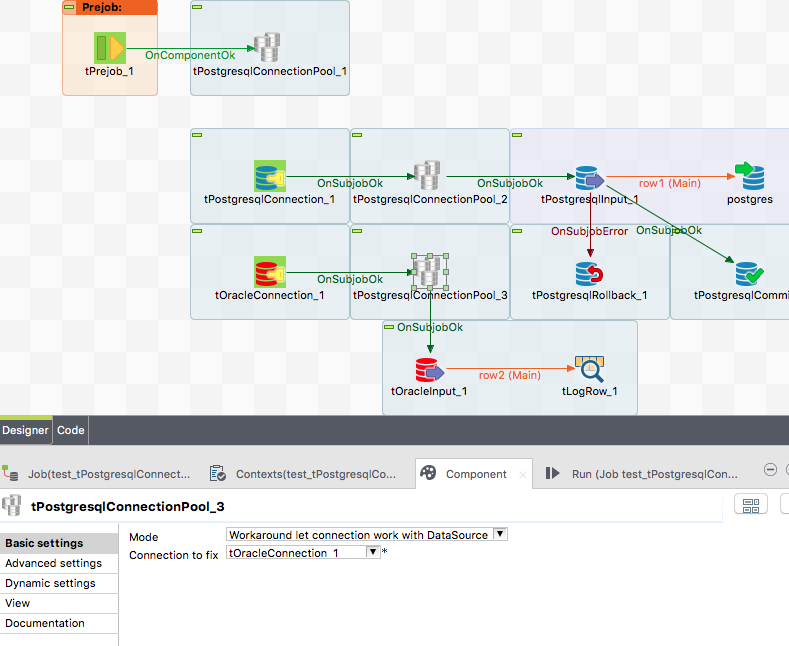 Prejob:
OnComponentOk
tPrejob_1
tPostgresqlConnectionPool_1
OnSubjobOk
OnSubjobOk
row1 (Main)
tPostgresqlConnection_1
tPostgresqlConnectionPool_2
tPostgresqlInput_1
postgres
OnSubjobError
OnSubjobOk
OnSubjobOk
tOracleConnection_1
tPostgresqlConnectionPool_3
tPostgresqlRollback_1
tPostgresqlCommi
OnSubjobOk
row2 (Main)
tOracleInput_1
tLogRow_1
Designer
Code
Job(test_tPostgresqlConnect...
Contexts(test_tPostgresqlCo...
Component
Run (Job test_tPostgresqlCon...
tPostgresqlConnectionPool_3
Basic settings
Advanced settings
Dynamic settings
View
Documentation
Mode
Workaround let connection work with DataSource
Connection to fix
tOracleConnection_1
*